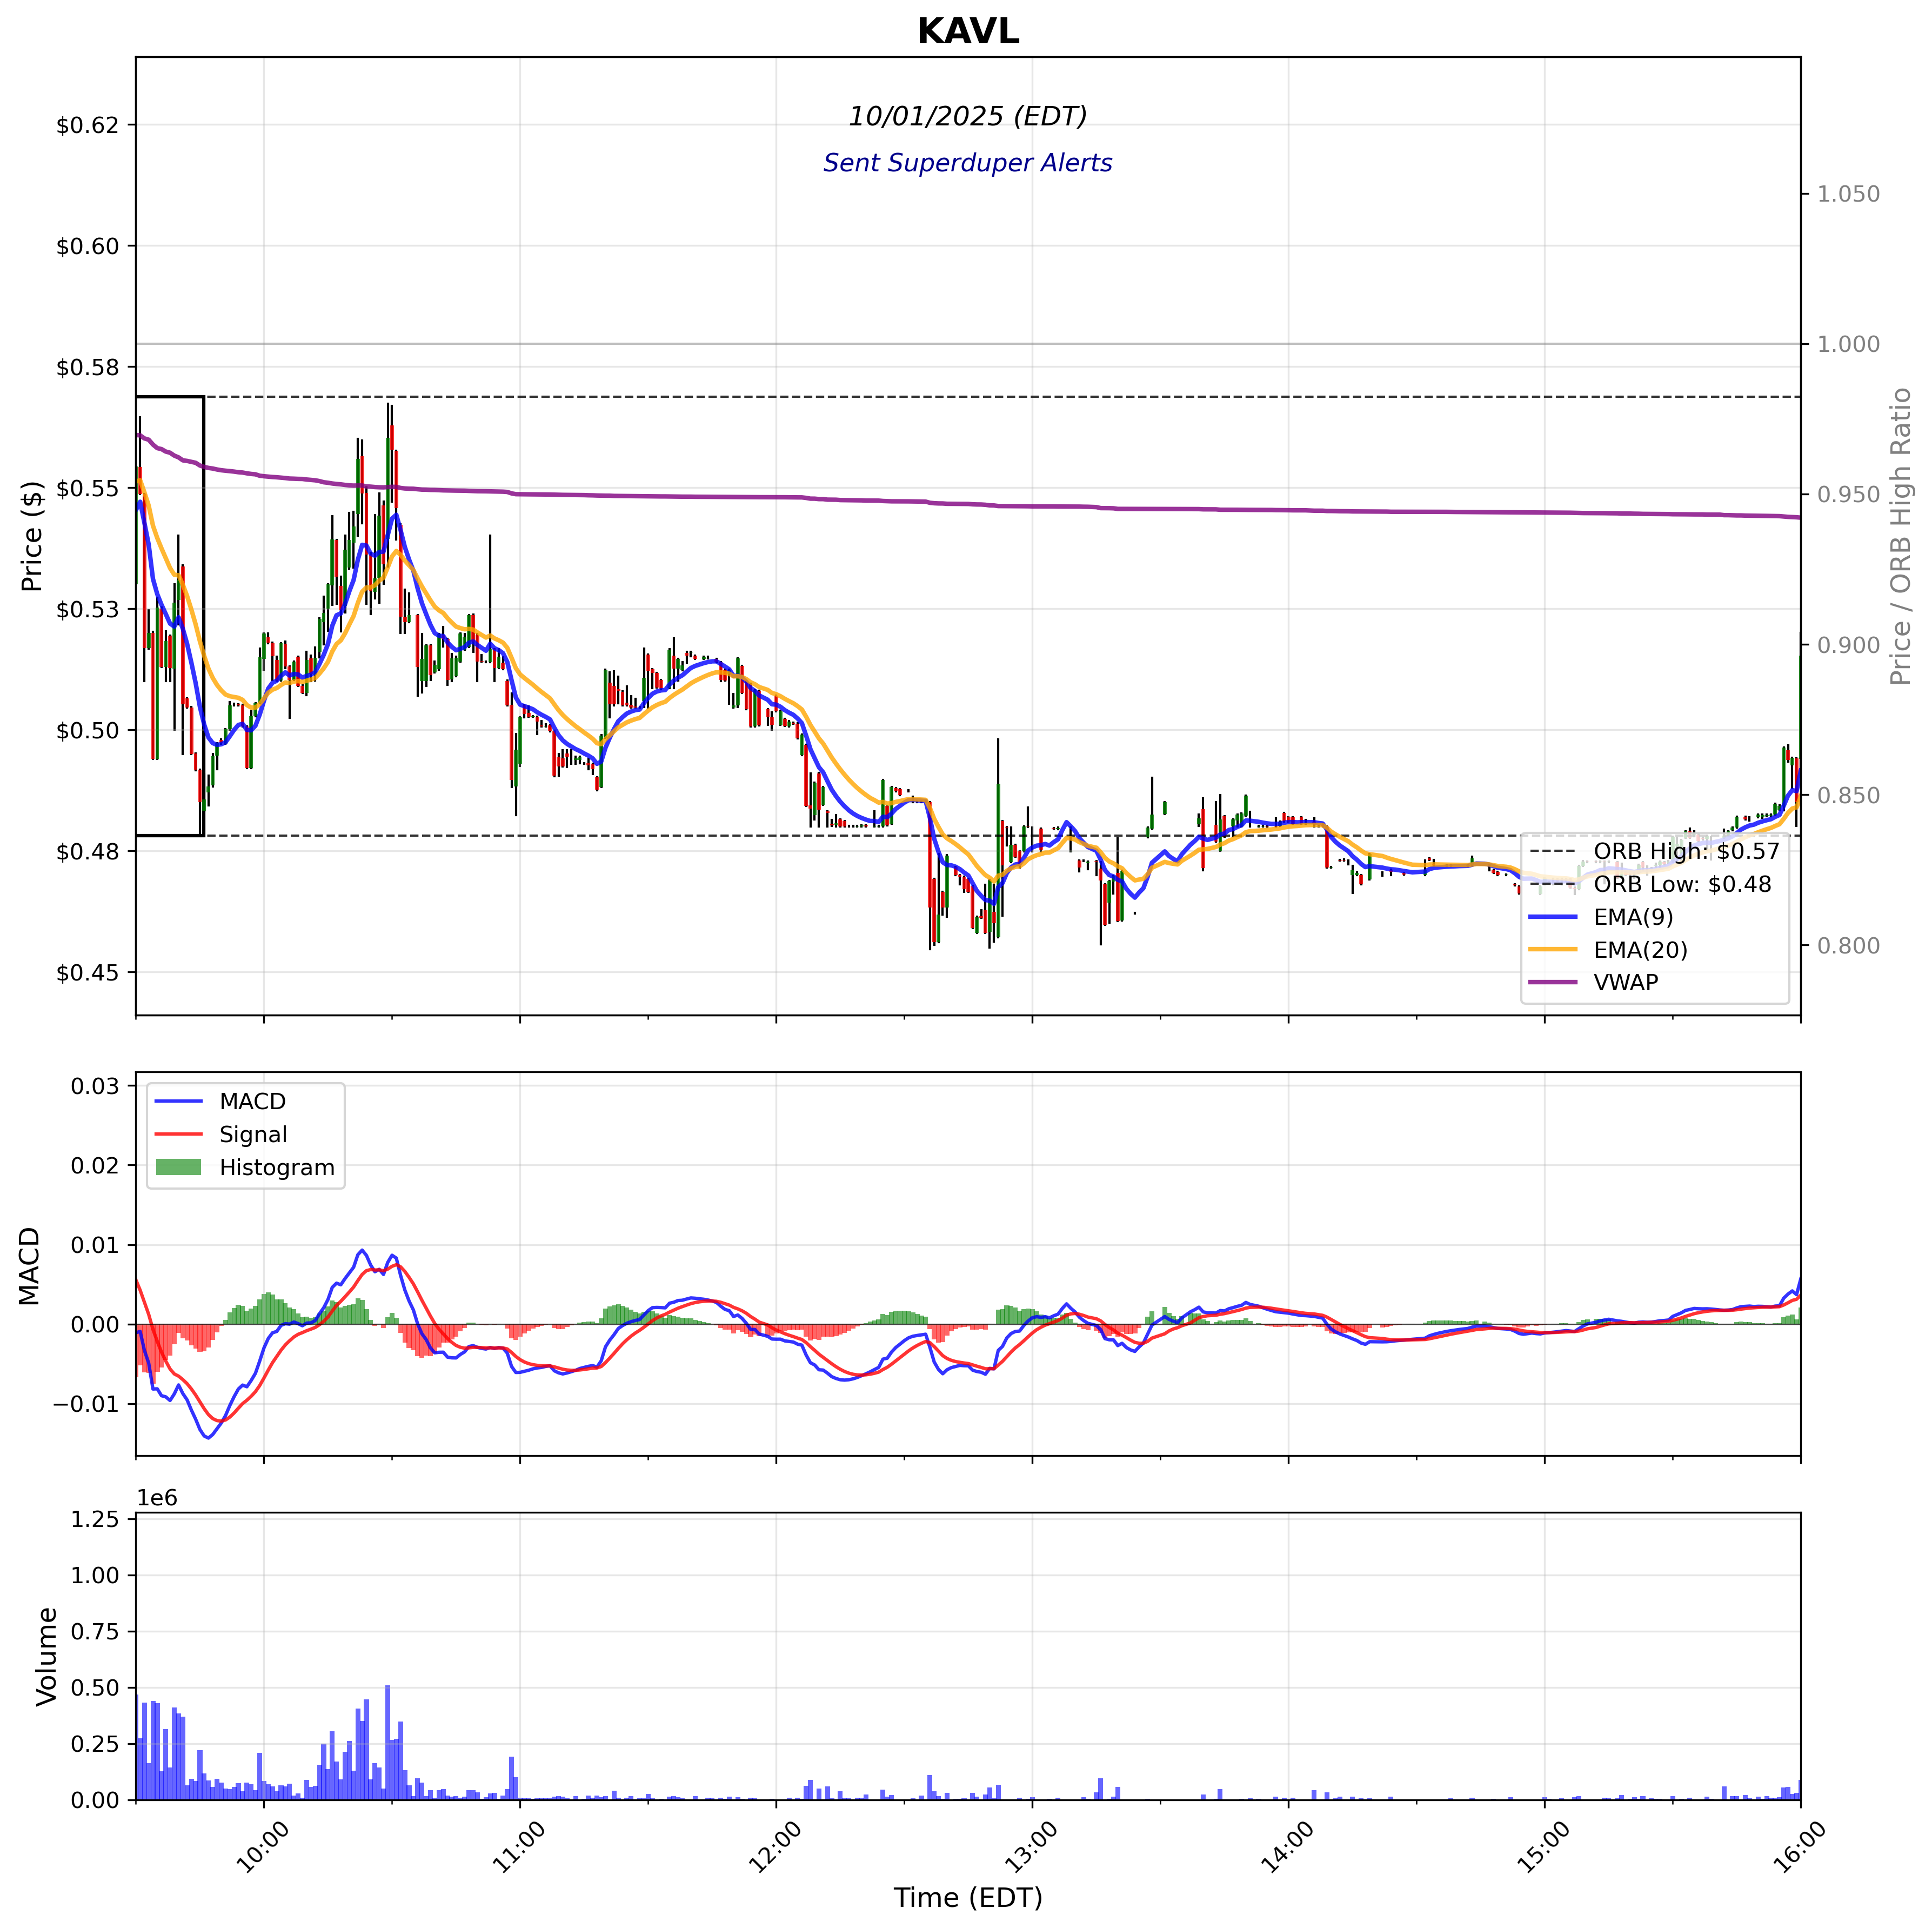 KAVL
10/01/2025 (EDT)
Sent Superduper Alerts
$0.62
$0.60
$0.58
$0.55
$0.53
$0.50
$0.48
$0.45
Price ($)
1.050
1.000
0.950
0.900
0.850
0.800
Price / ORB High Ratio
ORB High: $0.57
ORB Low: $0.48
EMA(9)
EMA(20)
VWAP
0.03
0.02
0.01
0.00
−0.01
MACD
MACD
Signal
Histogram
1e6
1.25
1.00
0.75
0.50
0.25
0.00
Volume
10:00
11:00
12:00
13:00
14:00
15:00
16:00
Time (EDT)